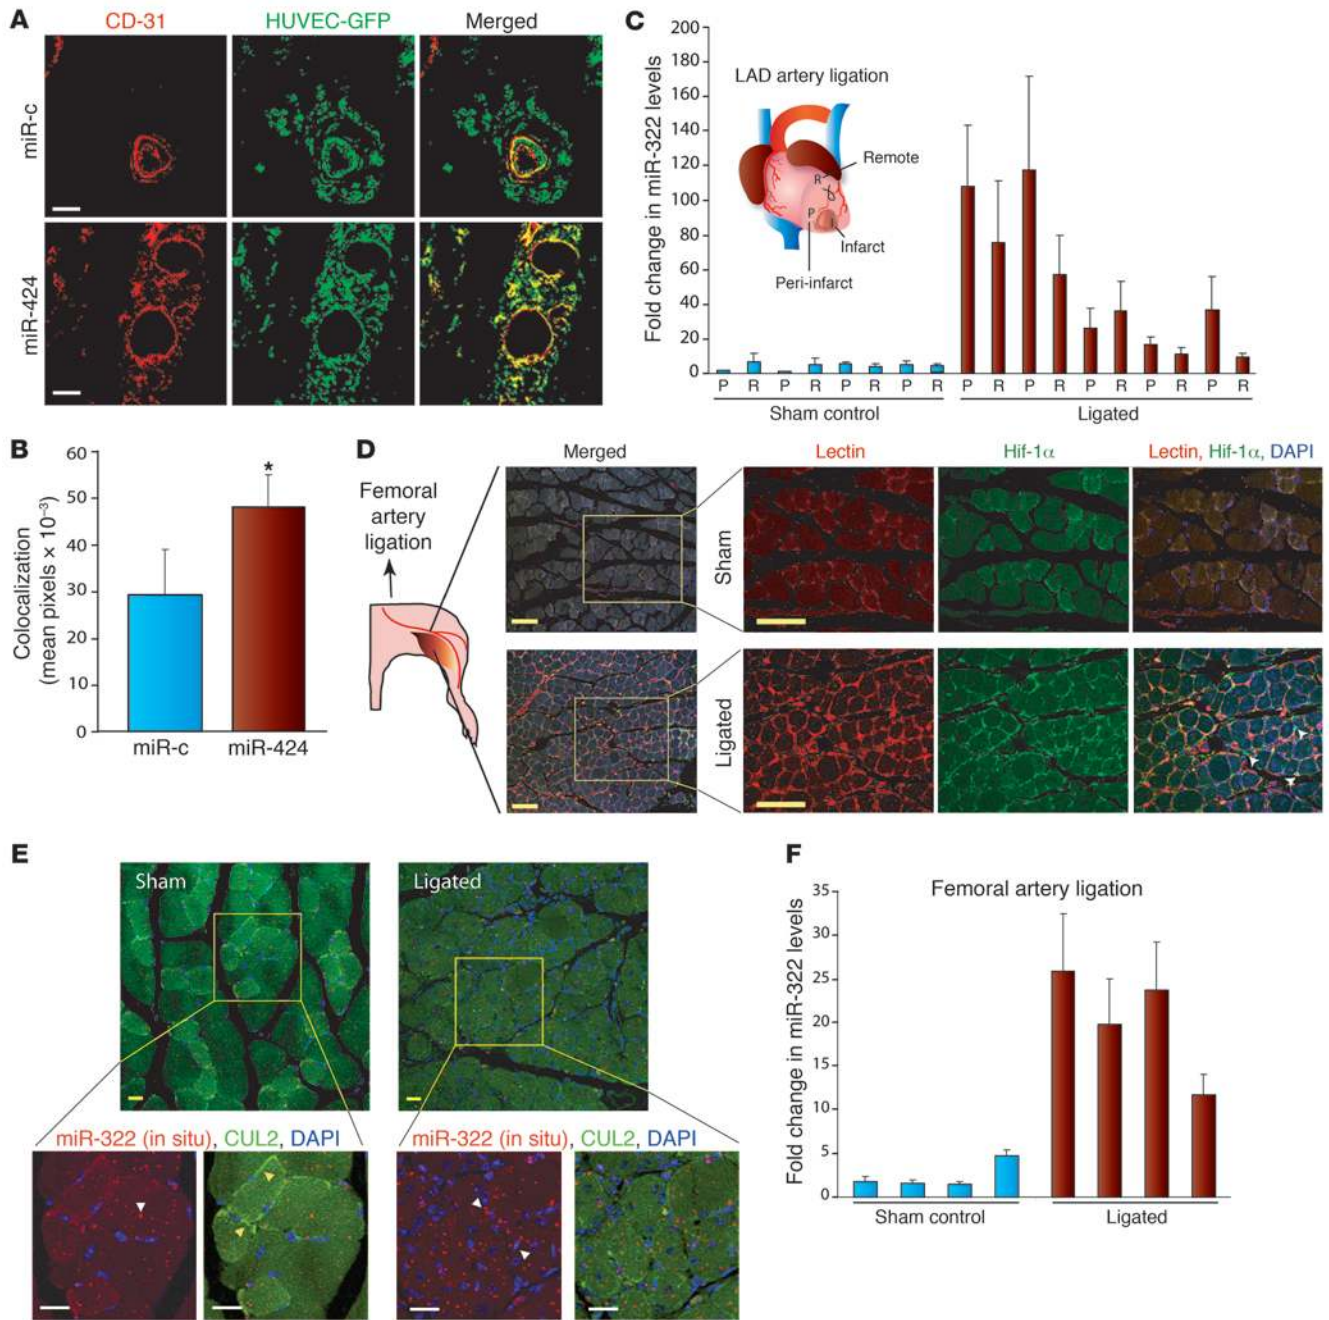 A
CD-31
HUVEC-GFP
Merged
miR-c
miR-424
B
Colocalization
(mean pixels × 10⁻³)
60
50
40
30
20
10
0
*
miR-c
miR-424
C
Fold change in miR-322 levels
200
180
160
140
120
100
80
60
40
20
0
LAD artery ligation
Remote
R
P
I
Infarct
Peri-infarct
P R P R P R P R
P R P R P R P R P R
Sham control
Ligated
D
Femoral
artery
ligation
Merged
Lectin
Hif-1α
Lectin, Hif-1α, DAPI
Sham
Ligated
E
Sham
Ligated
miR-322 (in situ), CUL2, DAPI
miR-322 (in situ), CUL2, DAPI
F
Femoral artery ligation
Fold change in miR-322 levels
35
30
25
20
15
10
5
0
Sham control
Ligated